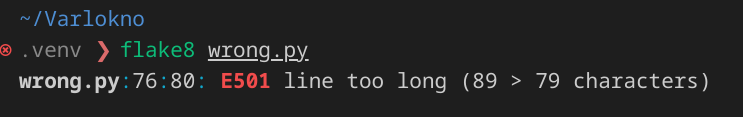 ~/Varlokno
⊗ .venv ❯ flake8 wrong.py
wrong.py:76:80: E501 line too long (89 > 79 characters)